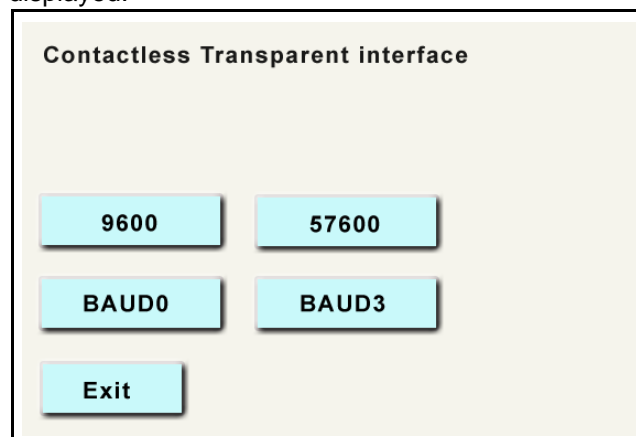 displayed.
Contactless Transparent interface
9600 57600
BAUD0 BAUD3
Exit